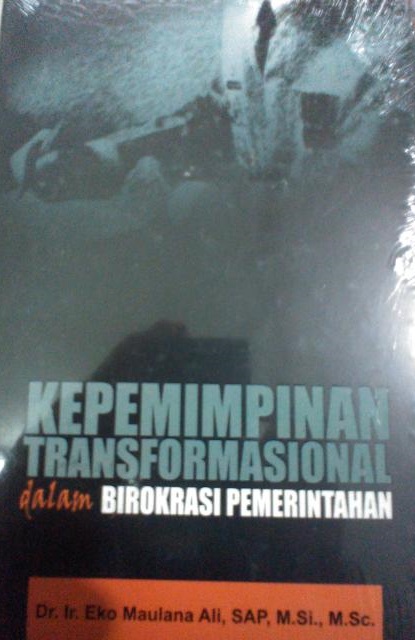 KEPEMIMPINAN
TRANSFORMASIONAL
dalam BIROKRASI PEMERINTAHAN
Dr. Ir. Eko Maulana Ali, SAP, M.Si., M.Sc.